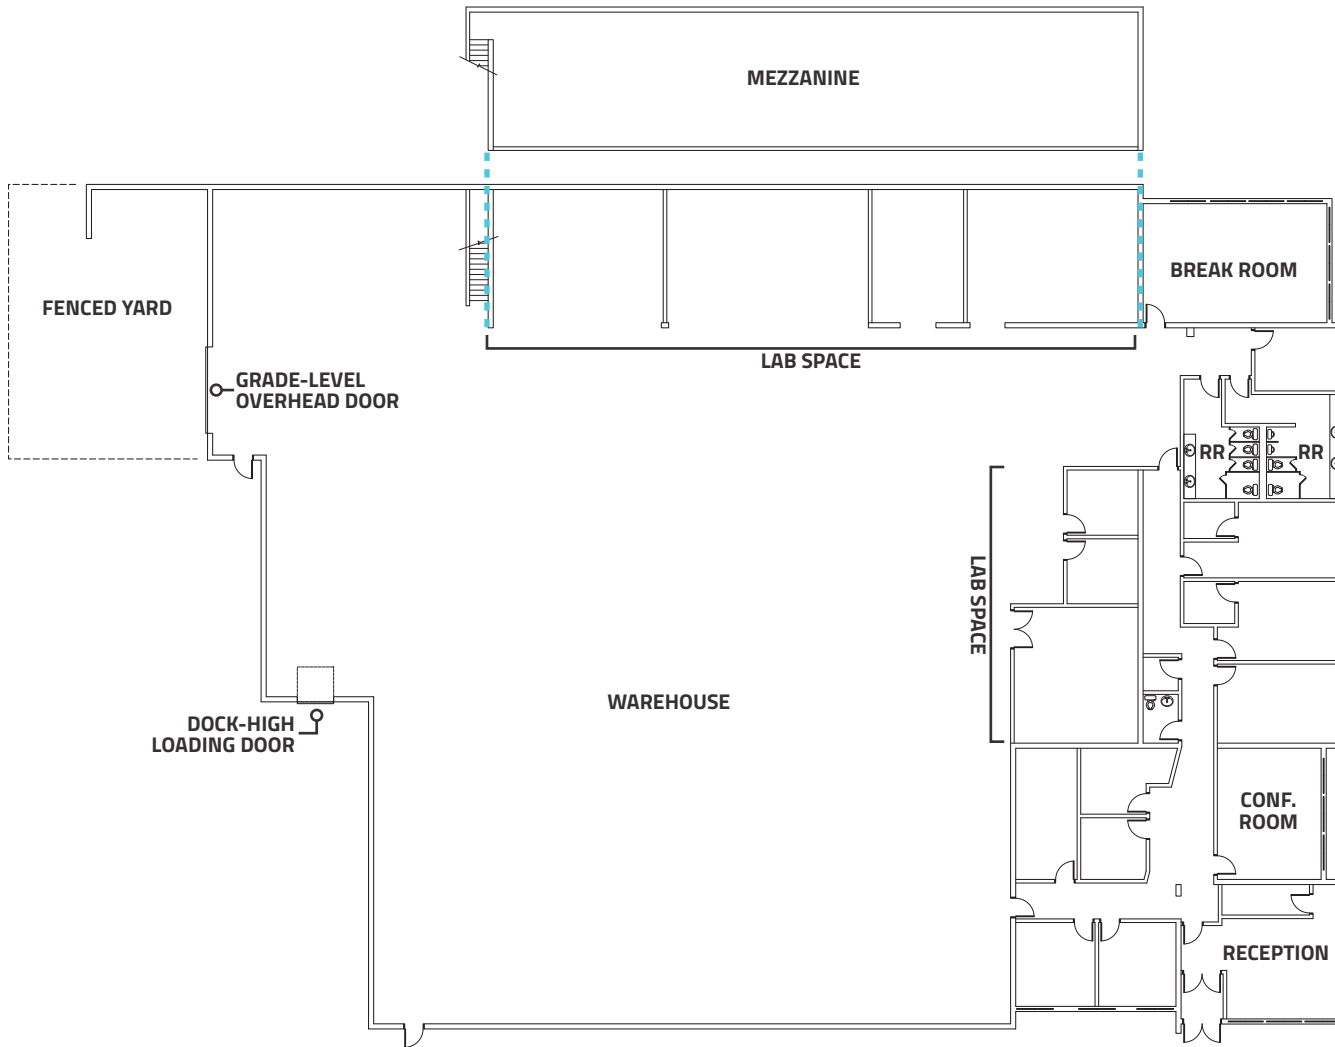 MEZZANINE
BREAK ROOM
FENCED YARD
LAB SPACE
GRADE-LEVEL
OVERHEAD DOOR
RR
RR
LAB SPACE
WAREHOUSE
DOCK-HIGH
LOADING DOOR
CONF.
ROOM
RECEPTION